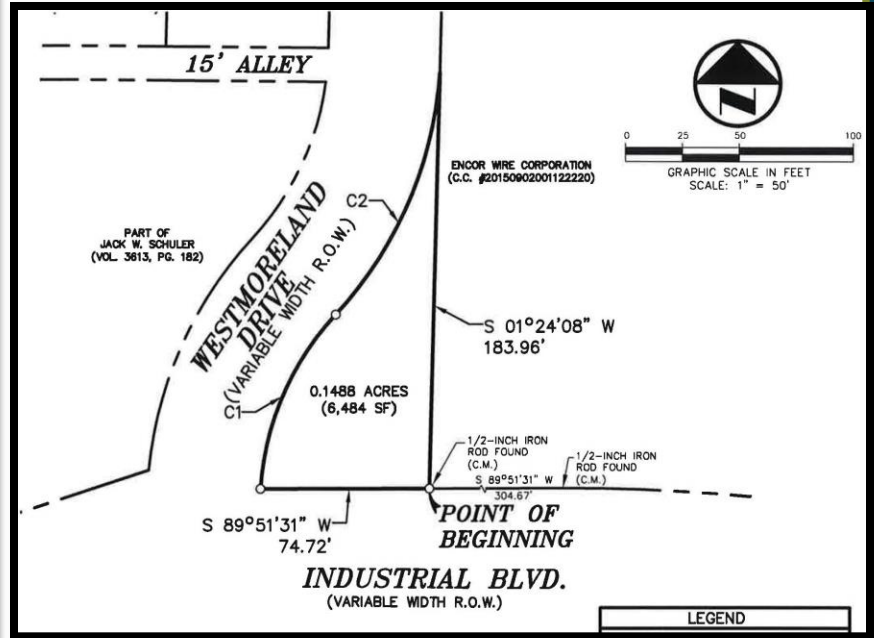 15' ALLEY
N
0 25 50 100
GRAPHIC SCALE IN FEET
SCALE: 1" = 50'
ENCOR WIRE CORPORATION
(C.C. #20150902001122220)
C2
PART OF
JACK W. SCHULER
(VOL. 3613, PG. 182)
WESTMORELAND
DRIVE
(VARIABLE WIDTH R.O.W.)
S 01°24'08" W
183.96'
0.1488 ACRES
(6,484 SF)
C1
1/2-INCH IRON
ROD FOUND
(C.M.)
1/2-INCH IRON
ROD FOUND
(C.M.)
S 89°51'31" W
304.67'
S 89°51'31" W
74.72'
POINT OF
BEGINNING
INDUSTRIAL BLVD.
(VARIABLE WIDTH R.O.W.)
LEGEND